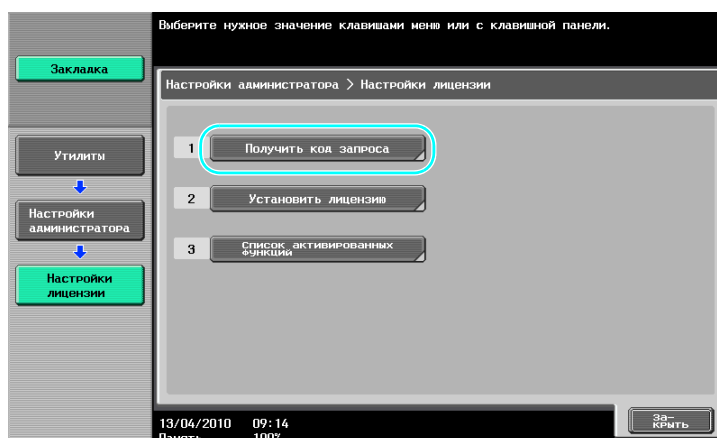 Выберите нужное значение клавишами меню или с клавишной панели.
Закладка
Настройки администратора > Настройки лицензии
Утилиты
Настройки
администратора
Настройки
лицензии
1 Получить код запроса
2 Установить лицензию
3 Список активированных
функций
13/04/2010 09:14
Память 100%
За-
крыть